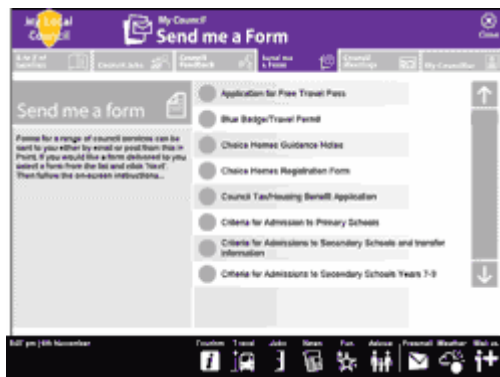 My Local
Council
My Council
Send me a Form
Close
A to Z of
Services
Council Jobs
Council
Feedback
Send me
a Form
Council
Meetings
My Councillor
Send me a form
Forms for a range of council services can be
sent to you either by email or post from this i+
Point. If you would like a form delivered to you
select a form from the list and click 'Next'.
Then follow the on-screen instructions...
Application for Free Travel Pass
Blue Badge/Travel Permit
Choice Homes Guidance Notes
Choice Homes Registration Form
Council Tax/Housing Benefit Application
Criteria for Admission to Primary Schools
Criteria for Admissions to Secondary Schools and transfer
information
Criteria for Admissions to Secondary Schools Years 7-9
pm | 6th November
Tourism Travel Jobs News Fun Advice Freemail Weather Mail us